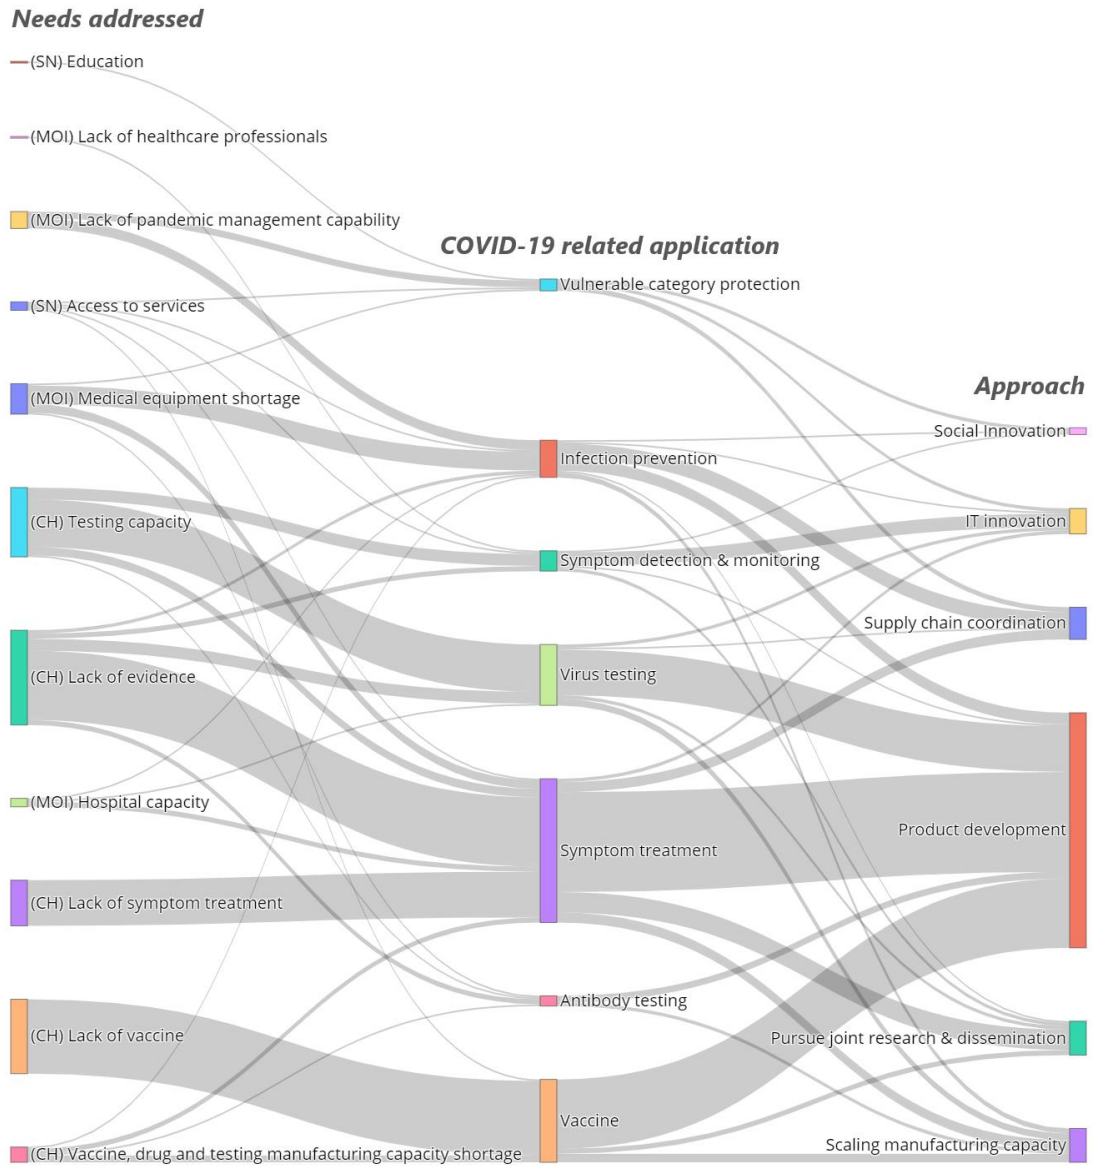 Needs addressed
(SN) Education
(MOI) Lack of healthcare professionals
(MOI) Lack of pandemic management capability
(SN) Access to services
(MOI) Medical equipment shortage
(CH) Testing capacity
(CH) Lack of evidence
(MOI) Hospital capacity
(CH) Lack of symptom treatment
(CH) Lack of vaccine
(CH) Vaccine, drug and testing manufacturing capacity shortage
COVID-19 related application
Vulnerable category protection
Infection prevention
Symptom detection & monitoring
Virus testing
Symptom treatment
Antibody testing
Vaccine
Approach
Social Innovation
IT innovation
Supply chain coordination
Product development
Pursue joint research & dissemination
Scaling manufacturing capacity